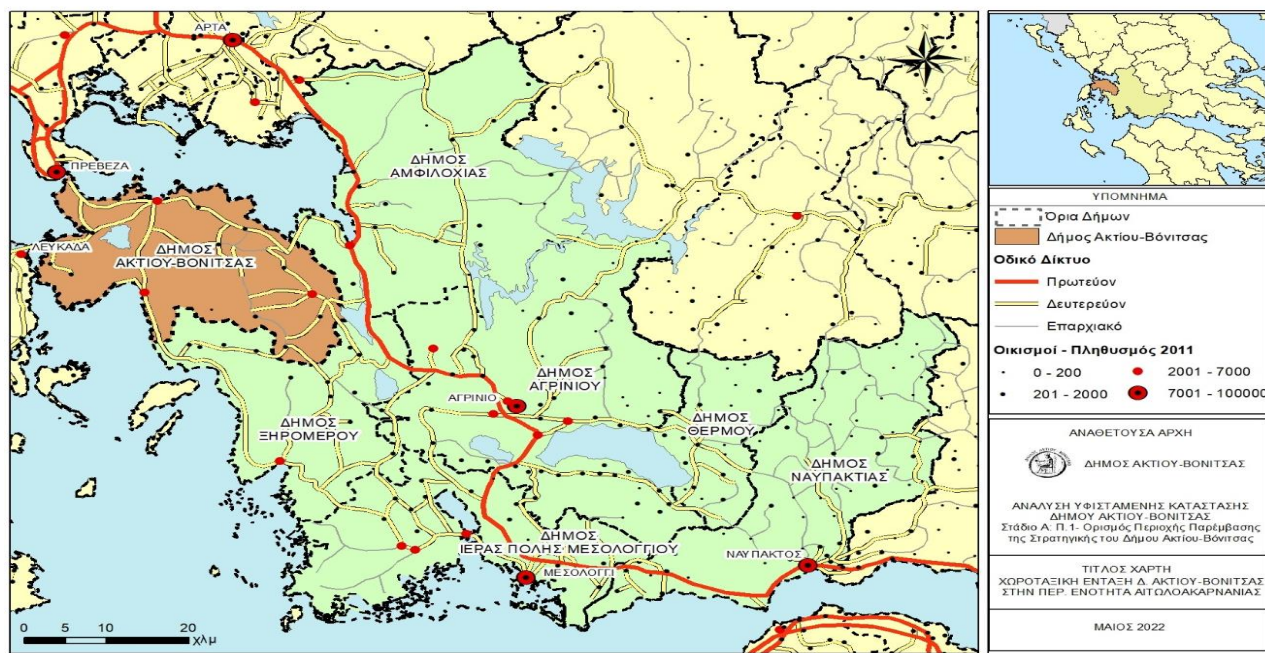 ΑΡΤΑ
ΠΡΕΒΕΖΑ
ΔΗΜΟΣ
ΑΜΦΙΛΟΧΙΑΣ
ΛΕΥΚΑΔΑ
ΔΗΜΟΣ
ΑΚΤΙΟΥ-ΒΟΝΙΤΣΑΣ
ΔΗΜΟΣ
ΑΓΡΙΝΙΟΥ
ΑΓΡΙΝΙΟ
ΔΗΜΟΣ
ΘΕΡΜΟΥ
ΔΗΜΟΣ
ΞΗΡΟΜΕΡΟΥ
ΔΗΜΟΣ
ΝΑΥΠΑΚΤΙΑΣ
ΔΗΜΟΣ
ΙΕΡΑΣ ΠΟΛΗΣ ΜΕΣΟΛΟΓΓΙΟΥ
ΜΕΣΟΛΟΓΓΙ
ΝΑΥΠΑΚΤΟΣ
0 5 10 20
χλμ
ΥΠΟΜΝΗΜΑ
Όρια Δήμων
Δήμος Ακτίου-Βόνιτσας
Οδικό Δίκτυο
Πρωτεύον
Δευτερεύον
Επαρχιακό
Οικισμοί - Πληθυσμός 2011
0 - 200
2001 - 7000
201 - 2000
7001 - 100000
ΑΝΑΘΕΤΟΥΣΑ ΑΡΧΗ
ΔΗΜΟΣ ΑΚΤΙΟΥ-ΒΟΝΙΤΣΑΣ
ΑΝΑΛΥΣΗ ΥΦΙΣΤΑΜΕΝΗΣ ΚΑΤΑΣΤΑΣΗΣ
ΔΗΜΟΥ ΑΚΤΙΟΥ-ΒΟΝΙΤΣΑΣ
Στάδιο Α: Π.1- Ορισμός Περιοχής Παρέμβασης
της Στρατηγικής του Δήμου Ακτίου-Βόνιτσας
ΤΙΤΛΟΣ ΧΑΡΤΗ
ΧΩΡΟΤΑΞΙΚΗ ΕΝΤΑΞΗ Δ. ΑΚΤΙΟΥ-ΒΟΝΙΤΣΑΣ
ΣΤΗΝ ΠΕΡ. ΕΝΟΤΗΤΑ ΑΙΤΩΛΟΑΚΑΡΝΑΝΙΑΣ
ΜΑΙΟΣ 2022